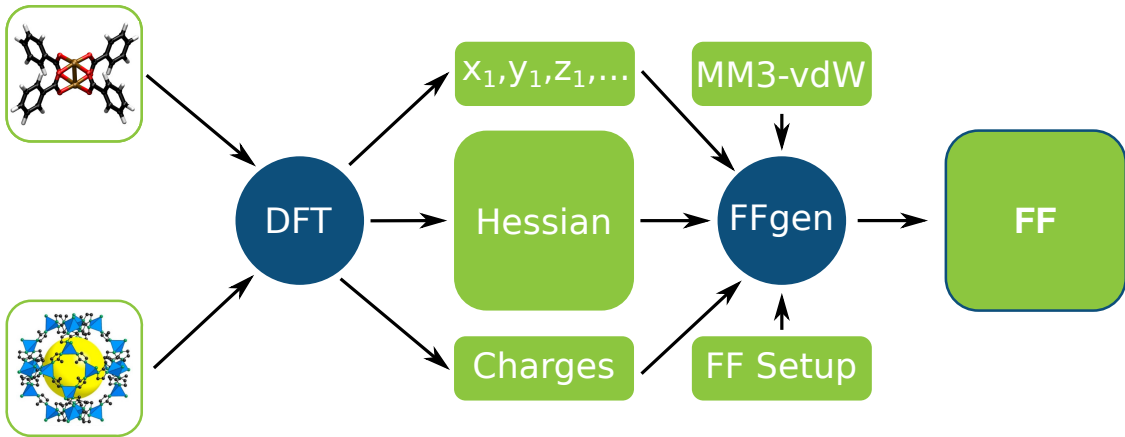 x₁,y₁,z₁,...
MM3-vdW
DFT
Hessian
FFgen
FF
Charges
FF Setup